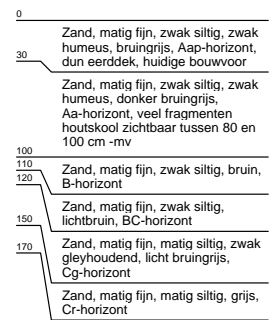 0
Zand, matig fijn, zwak siltig, zwak
humeus, bruingrijs, Aap-horizont,
dun eerddek, huidige bouwvoor
30
Zand, matig fijn, zwak siltig, zwak
humeus, donker bruingrijs,
Aa-horizont, veel fragmenten
houtskool zichtbaar tussen 80 en
100 cm -mv
100
110
Zand, matig fijn, zwak siltig, bruin,
B-horizont
120
Zand, matig fijn, zwak siltig,
lichtbruin, BC-horizont
150
Zand, matig fijn, matig siltig, zwak
gleyhoudend, licht bruingrijs,
Cg-horizont
170
Zand, matig fijn, matig siltig, grijs,
Cr-horizont